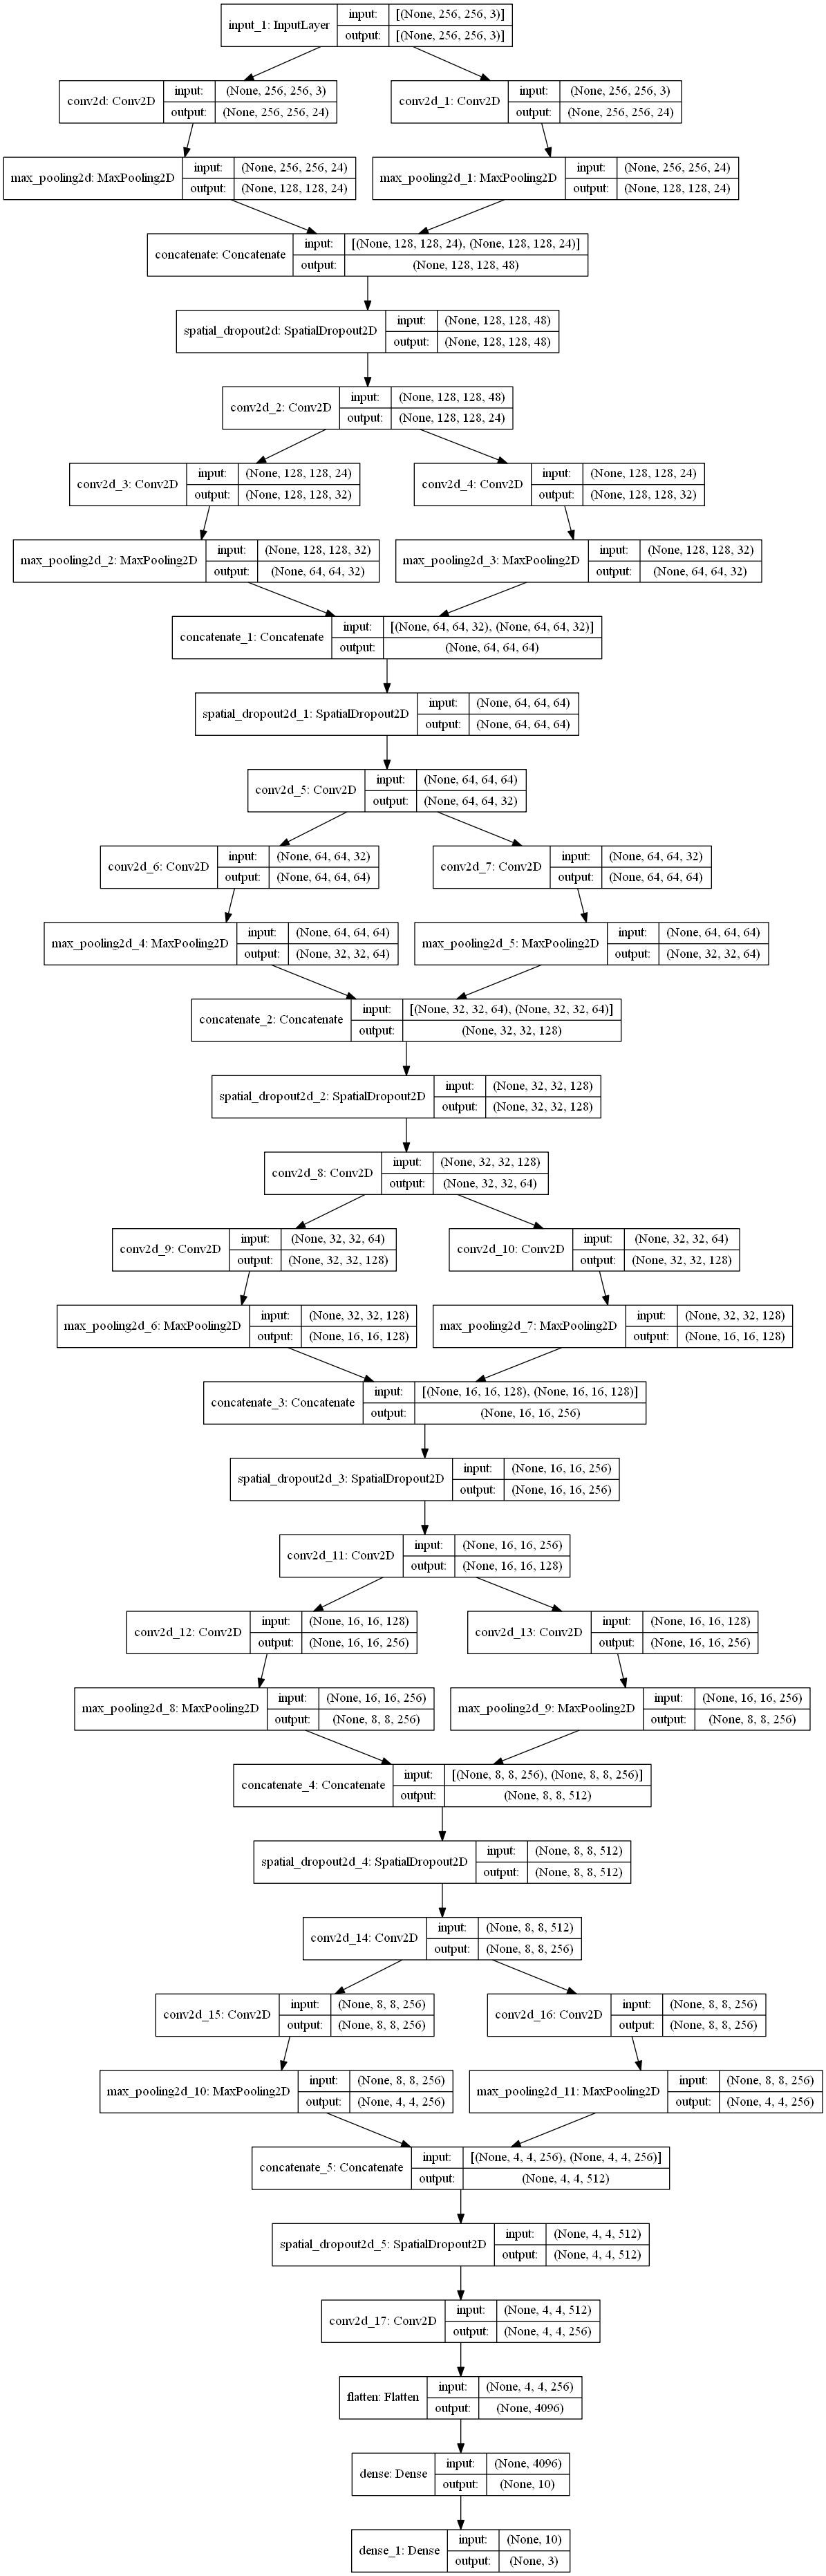 input_1: InputLayer input: [(None, 256, 256, 3)]
output: [(None, 256, 256, 3)]
conv2d: Conv2D input: (None, 256, 256, 3)
output: (None, 256, 256, 24)
conv2d_1: Conv2D input: (None, 256, 256, 3)
output: (None, 256, 256, 24)
max_pooling2d: MaxPooling2D input: (None, 256, 256, 24)
output: (None, 128, 128, 24)
max_pooling2d_1: MaxPooling2D input: (None, 256, 256, 24)
output: (None, 128, 128, 24)
concatenate: Concatenate input: [(None, 128, 128, 24), (None, 128, 128, 24)]
output: (None, 128, 128, 48)
spatial_dropout2d: SpatialDropout2D input: (None, 128, 128, 48)
output: (None, 128, 128, 48)
conv2d_2: Conv2D input: (None, 128, 128, 48)
output: (None, 128, 128, 24)
conv2d_3: Conv2D input: (None, 128, 128, 24)
output: (None, 128, 128, 32)
conv2d_4: Conv2D input: (None, 128, 128, 24)
output: (None, 128, 128, 32)
max_pooling2d_2: MaxPooling2D input: (None, 128, 128, 32)
output: (None, 64, 64, 32)
max_pooling2d_3: MaxPooling2D input: (None, 128, 128, 32)
output: (None, 64, 64, 32)
concatenate_1: Concatenate input: [(None, 64, 64, 32), (None, 64, 64, 32)]
output: (None, 64, 64, 64)
spatial_dropout2d_1: SpatialDropout2D input: (None, 64, 64, 64)
output: (None, 64, 64, 64)
conv2d_5: Conv2D input: (None, 64, 64, 64)
output: (None, 64, 64, 32)
conv2d_6: Conv2D input: (None, 64, 64, 32)
output: (None, 64, 64, 64)
conv2d_7: Conv2D input: (None, 64, 64, 32)
output: (None, 64, 64, 64)
max_pooling2d_4: MaxPooling2D input: (None, 64, 64, 64)
output: (None, 32, 32, 64)
max_pooling2d_5: MaxPooling2D input: (None, 64, 64, 64)
output: (None, 32, 32, 64)
concatenate_2: Concatenate input: [(None, 32, 32, 64), (None, 32, 32, 64)]
output: (None, 32, 32, 128)
spatial_dropout2d_2: SpatialDropout2D input: (None, 32, 32, 128)
output: (None, 32, 32, 128)
conv2d_8: Conv2D input: (None, 32, 32, 128)
output: (None, 32, 32, 64)
conv2d_9: Conv2D input: (None, 32, 32, 64)
output: (None, 32, 32, 128)
conv2d_10: Conv2D input: (None, 32, 32, 64)
output: (None, 32, 32, 128)
max_pooling2d_6: MaxPooling2D input: (None, 32, 32, 128)
output: (None, 16, 16, 128)
max_pooling2d_7: MaxPooling2D input: (None, 32, 32, 128)
output: (None, 16, 16, 128)
concatenate_3: Concatenate input: [(None, 16, 16, 128), (None, 16, 16, 128)]
output: (None, 16, 16, 256)
spatial_dropout2d_3: SpatialDropout2D input: (None, 16, 16, 256)
output: (None, 16, 16, 256)
conv2d_11: Conv2D input: (None, 16, 16, 256)
output: (None, 16, 16, 128)
conv2d_12: Conv2D input: (None, 16, 16, 128)
output: (None, 16, 16, 256)
conv2d_13: Conv2D input: (None, 16, 16, 128)
output: (None, 16, 16, 256)
max_pooling2d_8: MaxPooling2D input: (None, 16, 16, 256)
output: (None, 8, 8, 256)
max_pooling2d_9: MaxPooling2D input: (None, 16, 16, 256)
output: (None, 8, 8, 256)
concatenate_4: Concatenate input: [(None, 8, 8, 256), (None, 8, 8, 256)]
output: (None, 8, 8, 512)
spatial_dropout2d_4: SpatialDropout2D input: (None, 8, 8, 512)
output: (None, 8, 8, 512)
conv2d_14: Conv2D input: (None, 8, 8, 512)
output: (None, 8, 8, 256)
conv2d_15: Conv2D input: (None, 8, 8, 256)
output: (None, 8, 8, 256)
conv2d_16: Conv2D input: (None, 8, 8, 256)
output: (None, 8, 8, 256)
max_pooling2d_10: MaxPooling2D input: (None, 8, 8, 256)
output: (None, 4, 4, 256)
max_pooling2d_11: MaxPooling2D input: (None, 8, 8, 256)
output: (None, 4, 4, 256)
concatenate_5: Concatenate input: [(None, 4, 4, 256), (None, 4, 4, 256)]
output: (None, 4, 4, 512)
spatial_dropout2d_5: SpatialDropout2D input: (None, 4, 4, 512)
output: (None, 4, 4, 512)
conv2d_17: Conv2D input: (None, 4, 4, 512)
output: (None, 4, 4, 256)
flatten: Flatten input: (None, 4, 4, 256)
output: (None, 4096)
dense: Dense input: (None, 4096)
output: (None, 10)
dense_1: Dense input: (None, 10)
output: (None, 3)